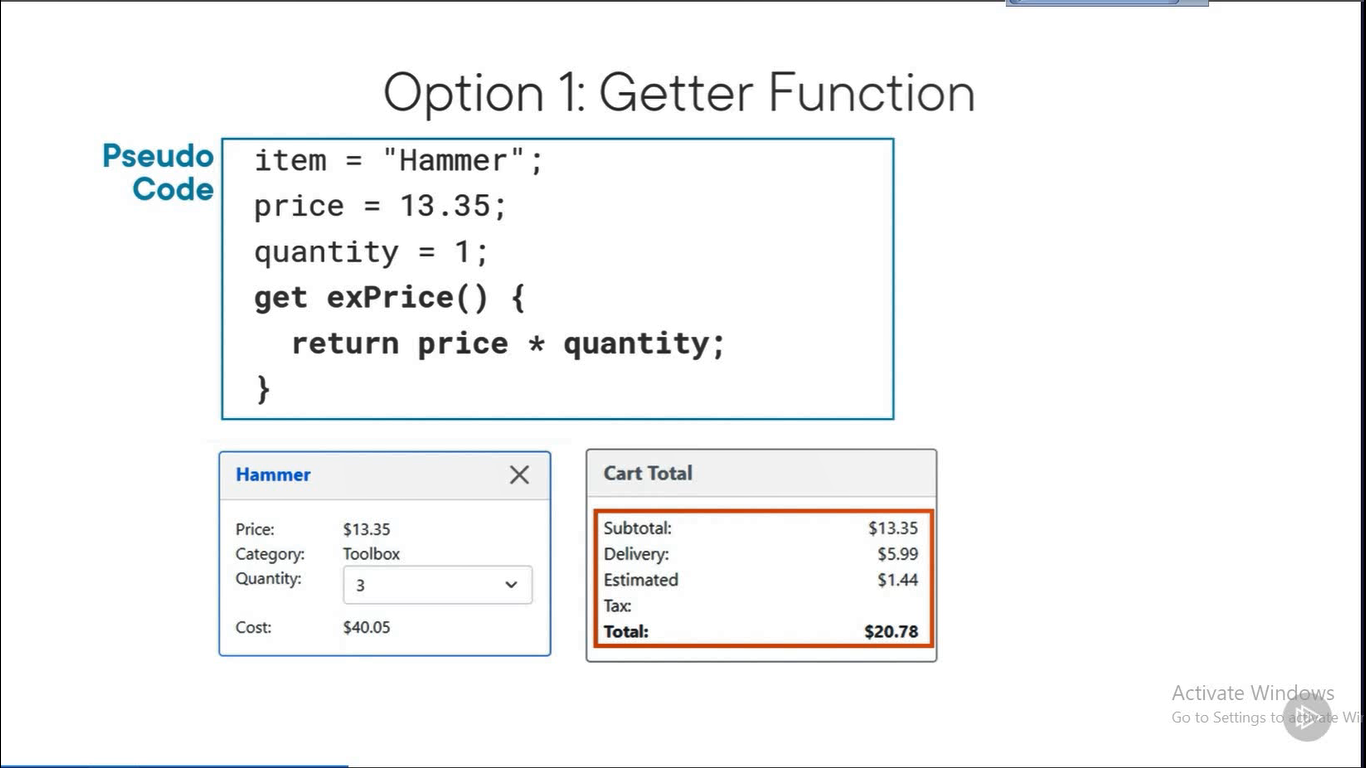 Option 1: Getter Function
Pseudo
Code
item = "Hammer";
price = 13.35;
quantity = 1;
get exPrice() {
return price * quantity;
}
Hammer
Price: $13.35
Category: Toolbox
Quantity: 3
Cost: $40.05
Cart Total
Subtotal: $13.35
Delivery: $5.99
Estimated $1.44
Tax:
Total: $20.78
Activate Windows
Go to Settings to activate Wi